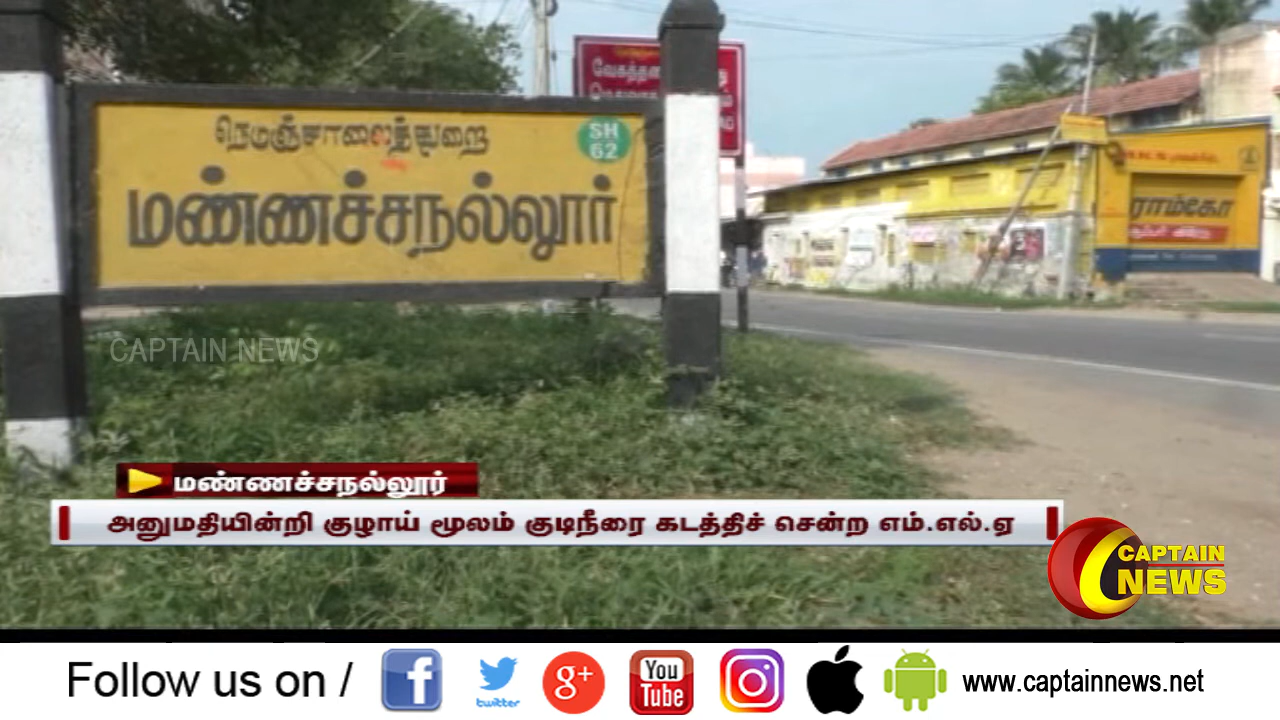 நெடுஞ்சாலைத்துறை
SH
62
மண்ணச்சநல்லூர்
ராம்கோ
CAPTAIN NEWS
மண்ணச்சநல்லூர்
அனுமதியின்றி குழாய் மூலம் குடிநீரை கடத்திச் சென்ற எம்.எல்.ஏ
CAPTAIN
NEWS
Follow us on /
twitter
g+
You
Tube
www.captainnews.net